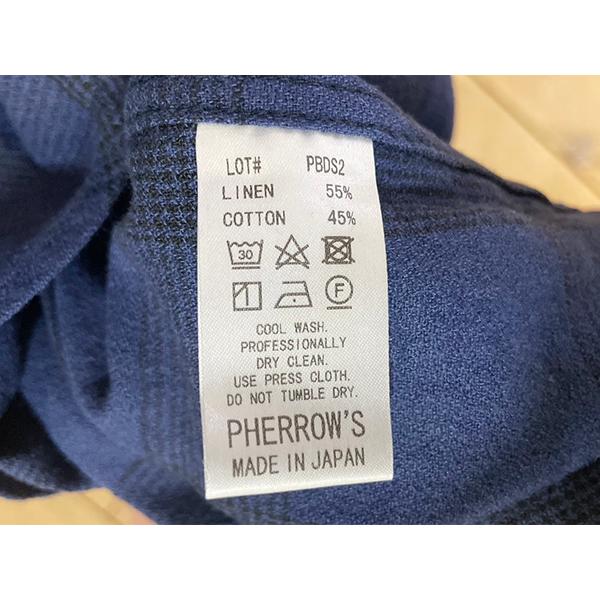 LOT# PBDS2
LINEN 55%
COTTON 45%
30
F
COOL WASH.
PROFESSIONALLY
DRY CLEAN.
USE PRESS CLOTH.
DO NOT TUMBLE DRY.
PHERROW'S
MADE IN JAPAN